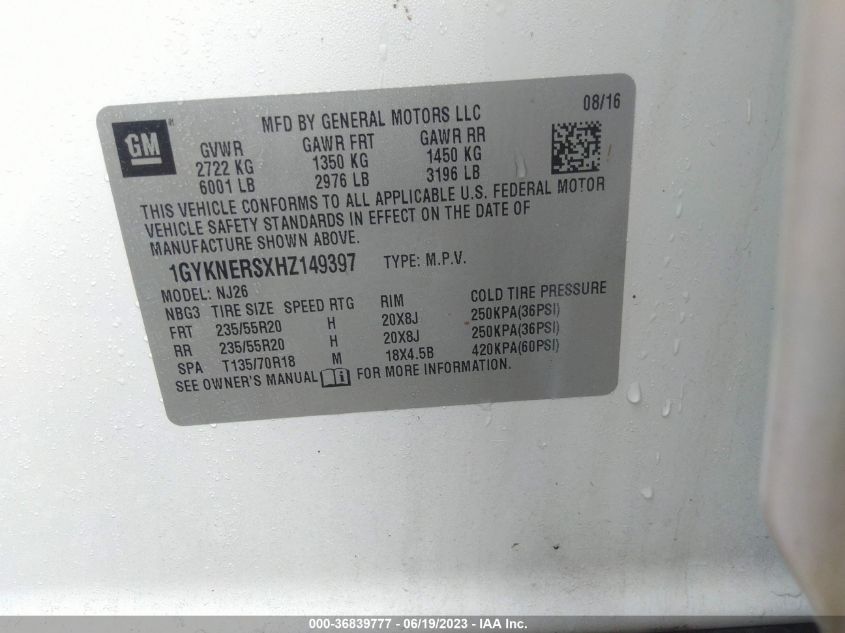 08/16
MFD BY GENERAL MOTORS LLC
GM
GVWR GAWR FRT GAWR RR
2722 KG 1350 KG 1450 KG
6001 LB 2976 LB 3196 LB
THIS VEHICLE CONFORMS TO ALL APPLICABLE U.S. FEDERAL MOTOR
VEHICLE SAFETY STANDARDS IN EFFECT ON THE DATE OF
MANUFACTURE SHOWN ABOVE.
1GYKNERSXHZ149397 TYPE: M.P.V.
MODEL: NJ26
NBG3 TIRE SIZE SPEED RTG RIM COLD TIRE PRESSURE
FRT 235/55R20 H 20X8J 250KPA(36PSI)
RR 235/55R20 H 20X8J 250KPA(36PSI)
SPA T135/70R18 M 18X4.5B 420KPA(60PSI)
SEE OWNER'S MANUAL FOR MORE INFORMATION.
000-36839777 - 06/19/2023 - IAA Inc.